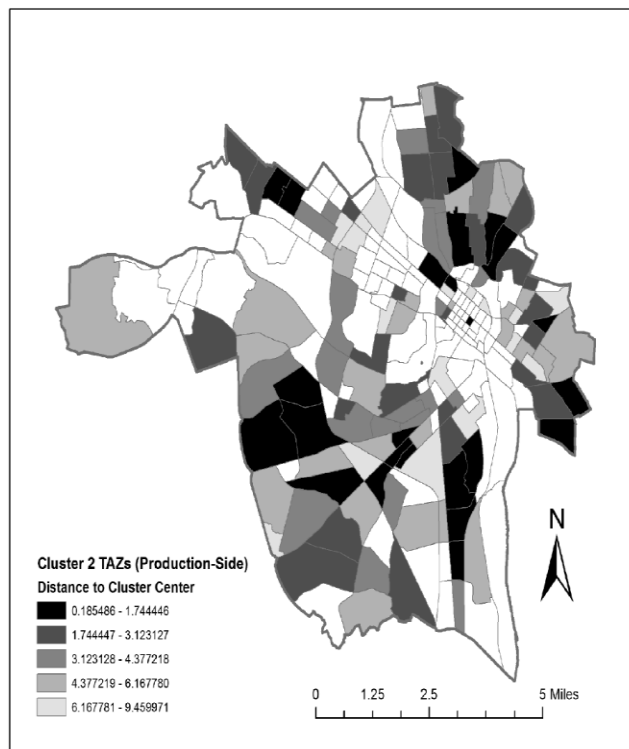 N
Cluster 2 TAZs (Production-Side)
Distance to Cluster Center
0.185486 - 1.744446
1.744447 - 3.123127
3.123128 - 4.377218
4.377219 - 6.167780
6.167781 - 9.459971
0 1.25 2.5 5 Miles